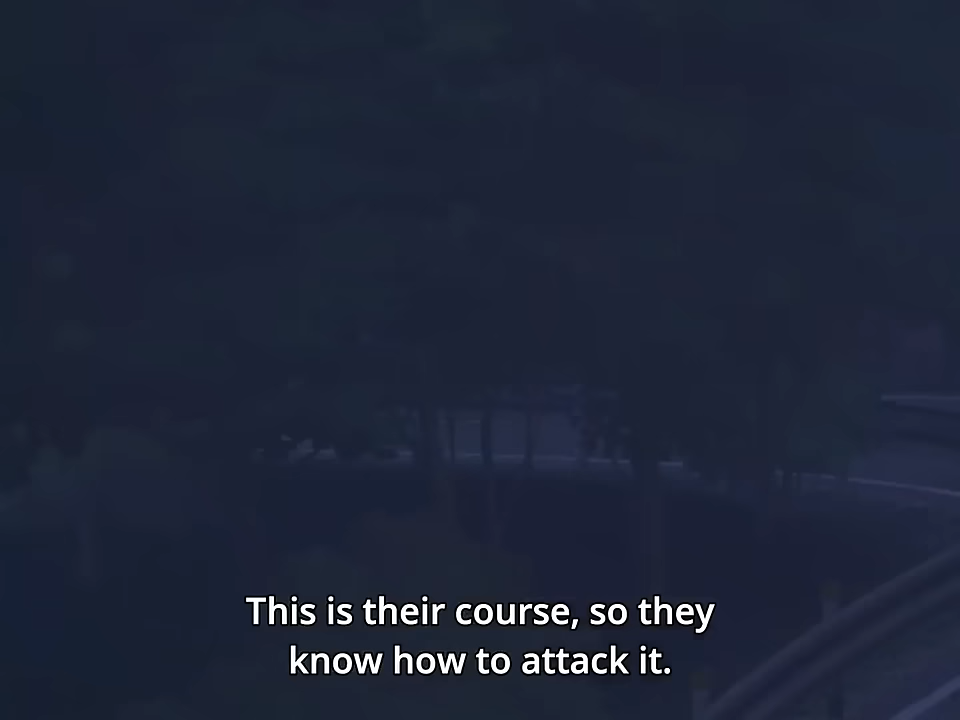 This is their course, so they
know how to attack it.